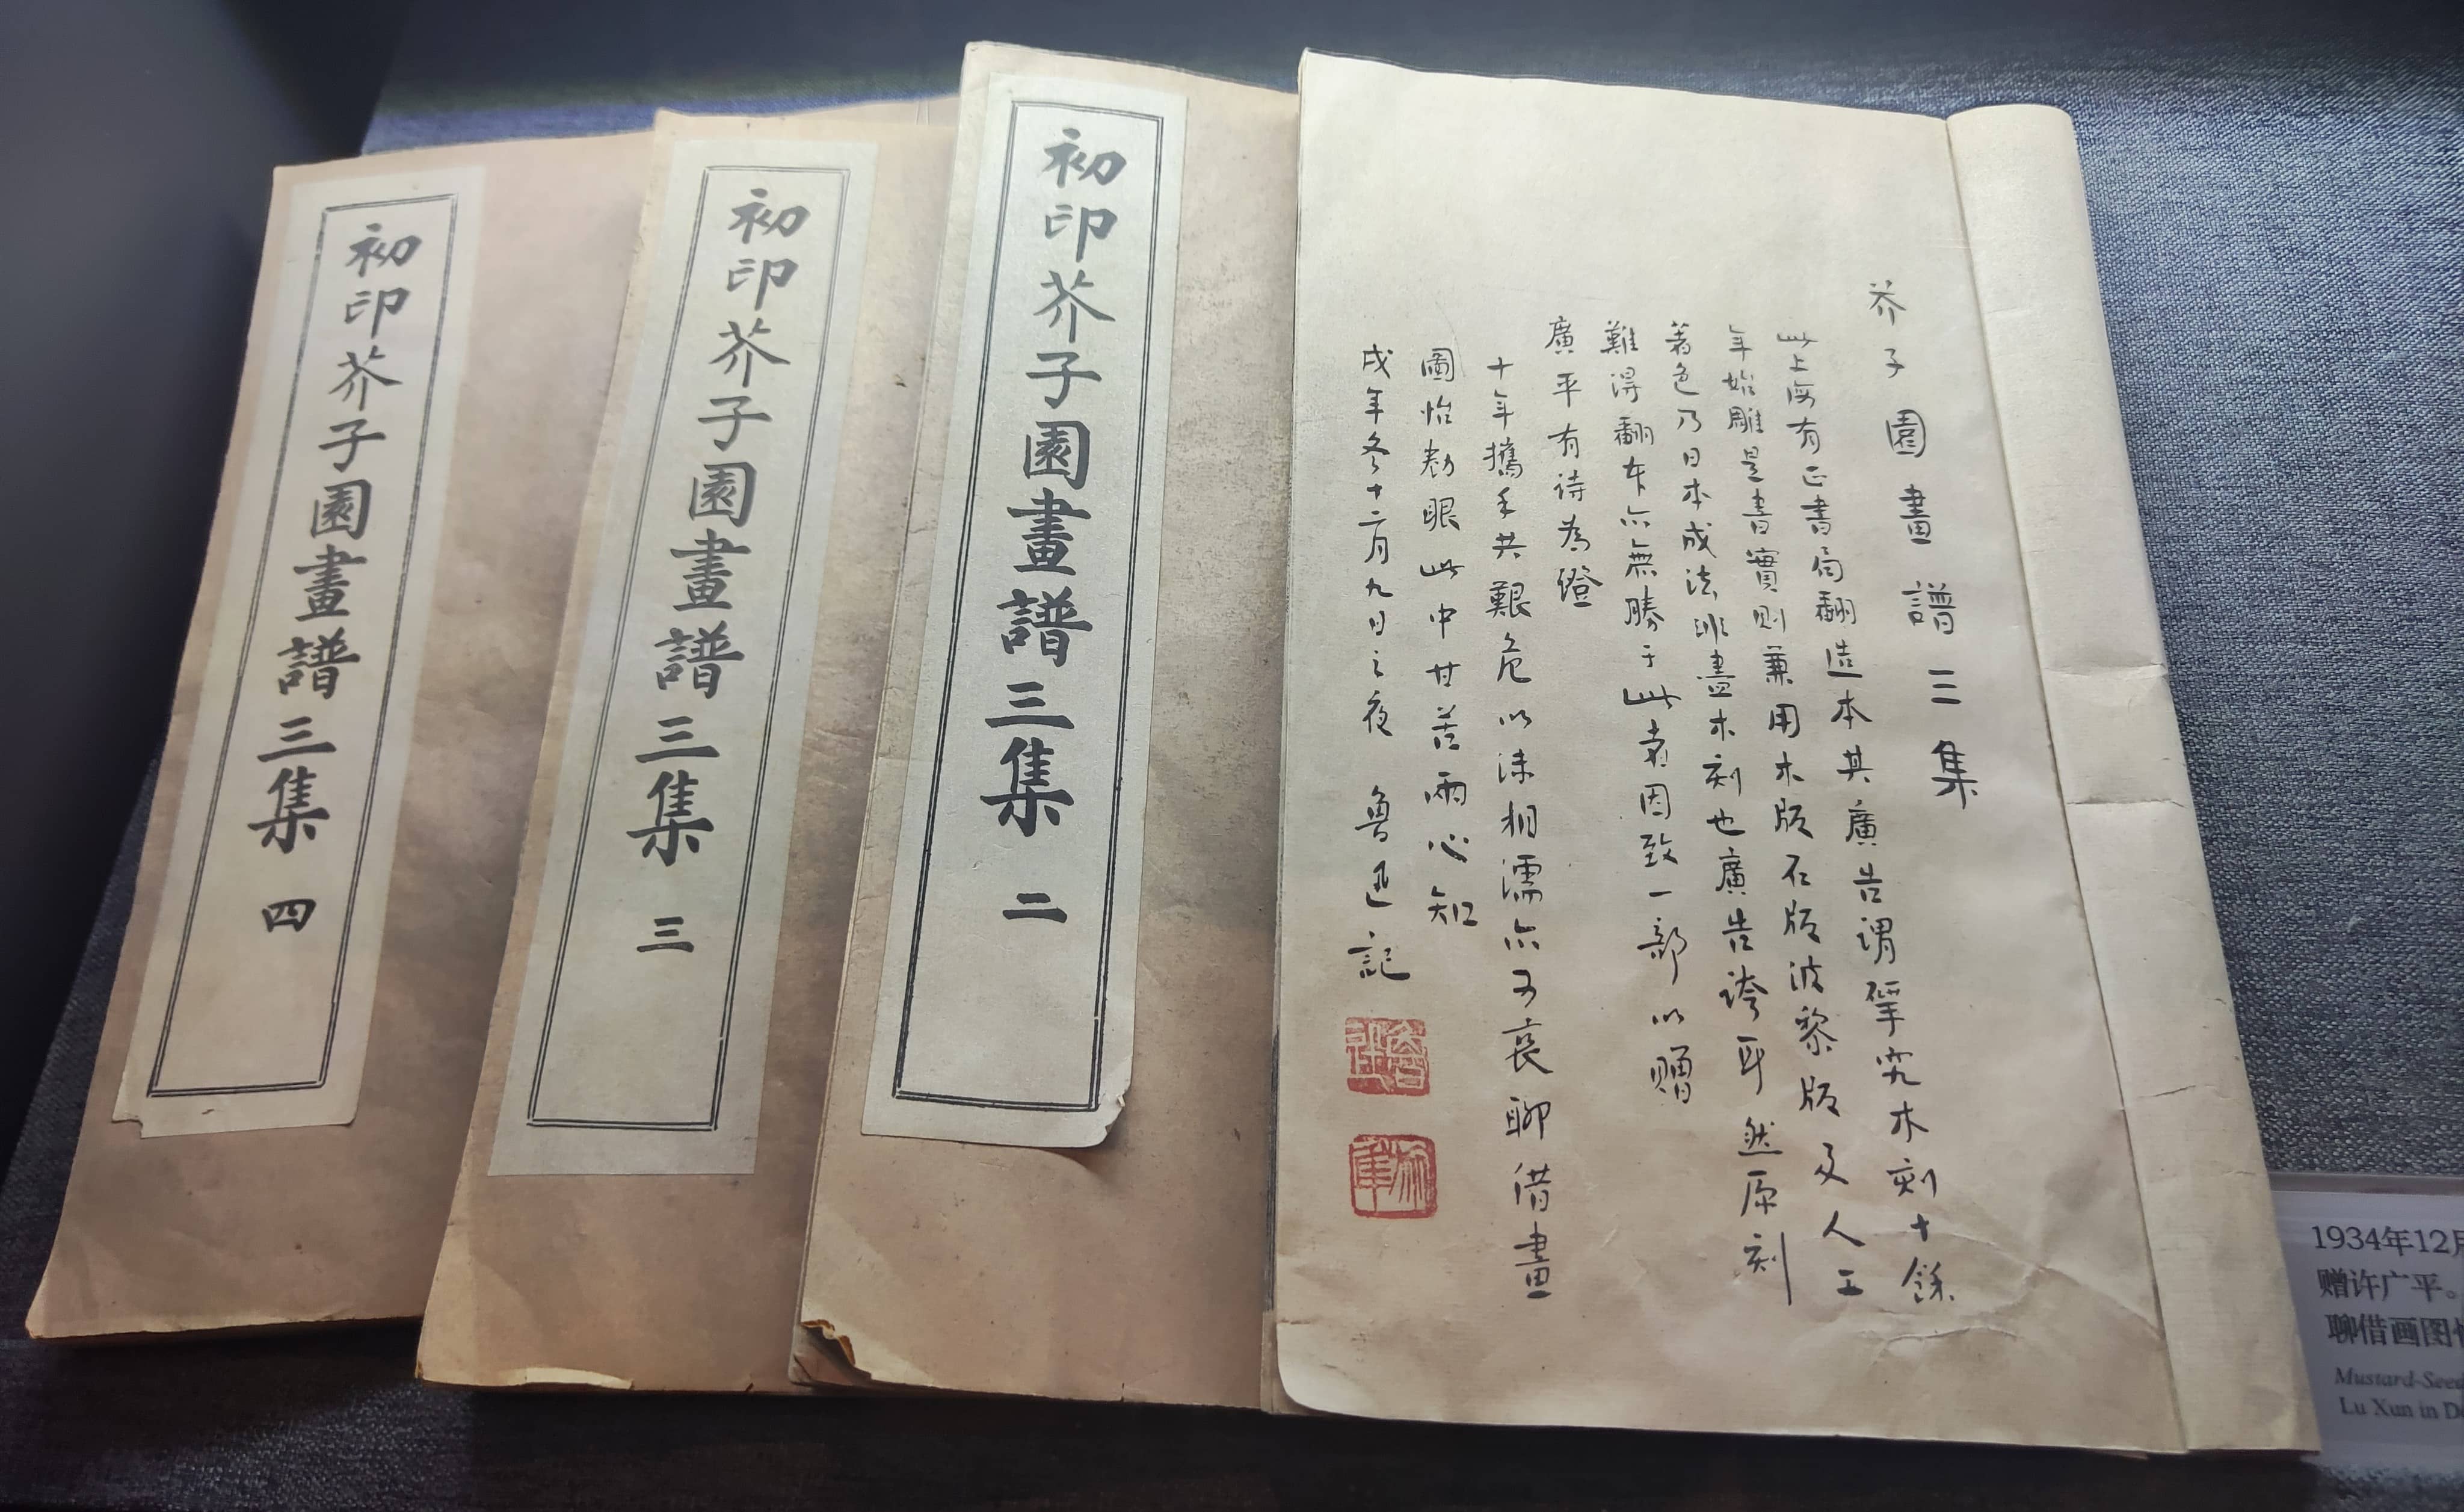 芥子園畫譜三集
此上海有正書局翻造本其廣告謂研究木刻十餘
年始雕是書實則兼用木版石版波黎版及人工
著色乃日本成法非盡木刻也廣告誇耳然原刻
難得翻本亦無勝于此者因致一部以贈
廣平有詩為證
十年攜手共艱危以沫相濡亦可哀聊借畫
圖怡勌眼此中甘苦兩心知
戌年冬十二月九日之夜 魯迅記
魯迅
旅隼
初印芥子園畫譜三集 二
初印芥子園畫譜三集 三
初印芥子園畫譜三集 四
1934年12月
赠许广平。
聊借画图
Mustard-Seed
Lu Xun in D